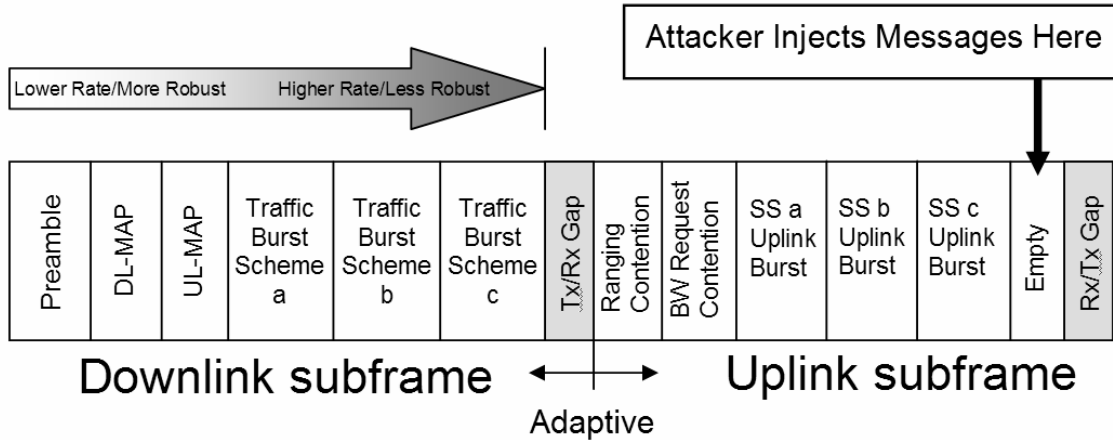 Attacker Injects Messages Here
Lower Rate/More Robust
Higher Rate/Less Robust
Preamble
DL-MAP
UL-MAP
Traffic
Burst
Scheme
a
Traffic
Burst
Scheme
b
Traffic
Burst
Scheme
c
Tx/Rx Gap
Ranging
Contention
BW Request
Contention
SS a
Uplink
Burst
SS b
Uplink
Burst
SS c
Uplink
Burst
Empty
Rx/Tx Gap
Downlink subframe
Uplink subframe
Adaptive